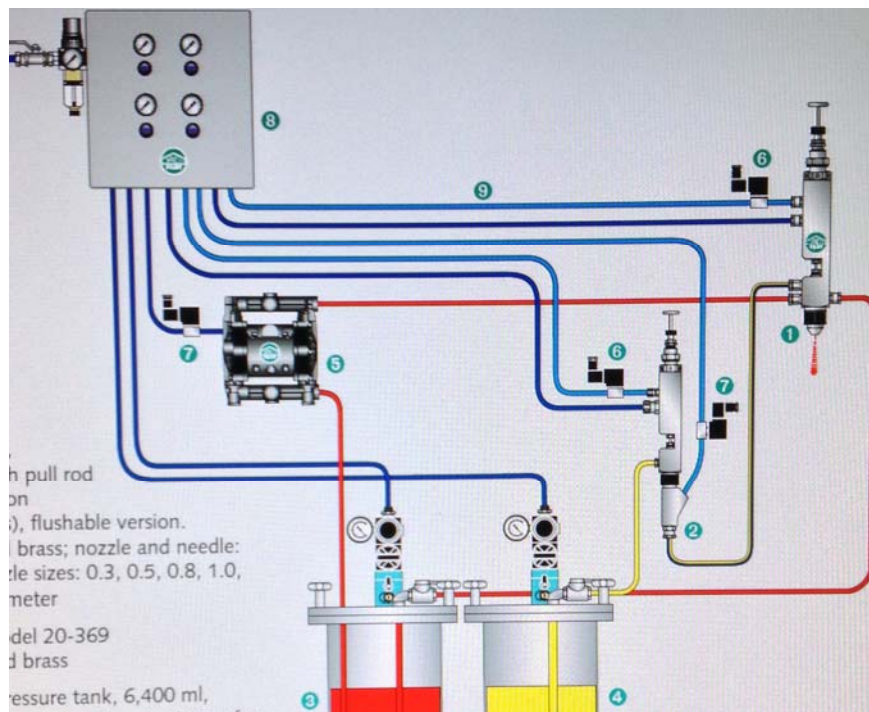 8
6
9
1
7
5
6
7
h pull rod
on
s), flushable version.
2
l brass; nozzle and needle:
zle sizes: 0.3, 0.5, 0.8, 1.0,
meter
odel 20-369
d brass
3
4
ressure tank, 6,400 ml,